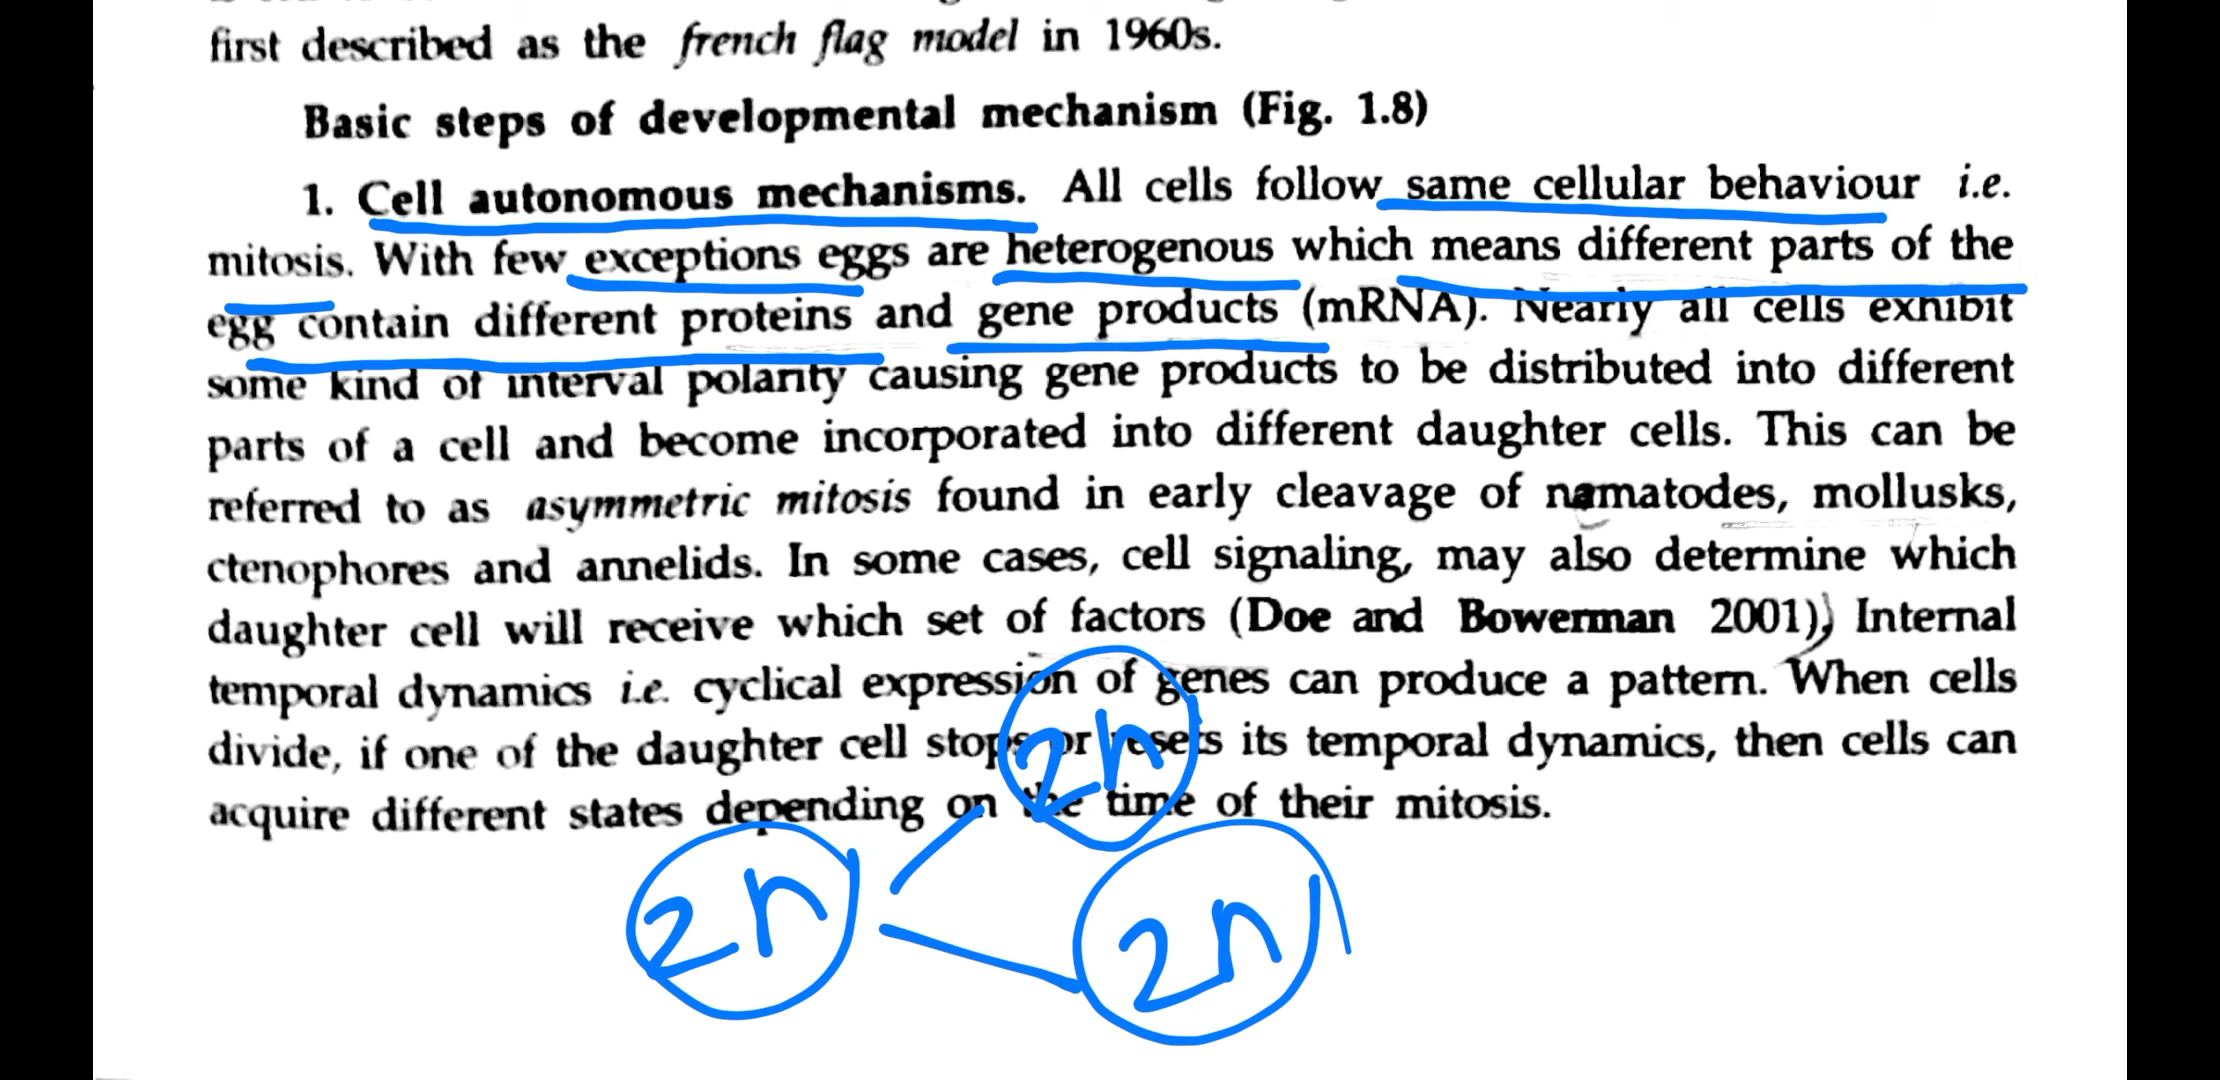 first described as the french flag model in 1960s.
Basic steps of developmental mechanism (Fig. 1.8)
1. Cell autonomous mechanisms. All cells follow same cellular behaviour i.e.
mitosis. With few exceptions eggs are heterogenous which means different parts of the
egg contain different proteins and gene products (mRNA). Nearly all cells exhibit
some kind of interval polarity causing gene products to be distributed into different
parts of a cell and become incorporated into different daughter cells. This can be
referred to as asymmetric mitosis found in early cleavage of namatodes, mollusks,
ctenophores and annelids. In some cases, cell signaling, may also determine which
daughter cell will receive which set of factors (Doe and Bowerman 2001), Internal
temporal dynamics i.e. cyclical expression of genes can produce a pattern. When cells
divide, if one of the daughter cell stops or resets its temporal dynamics, then cells can
acquire different states depending on the time of their mitosis.
2n
2n
2n